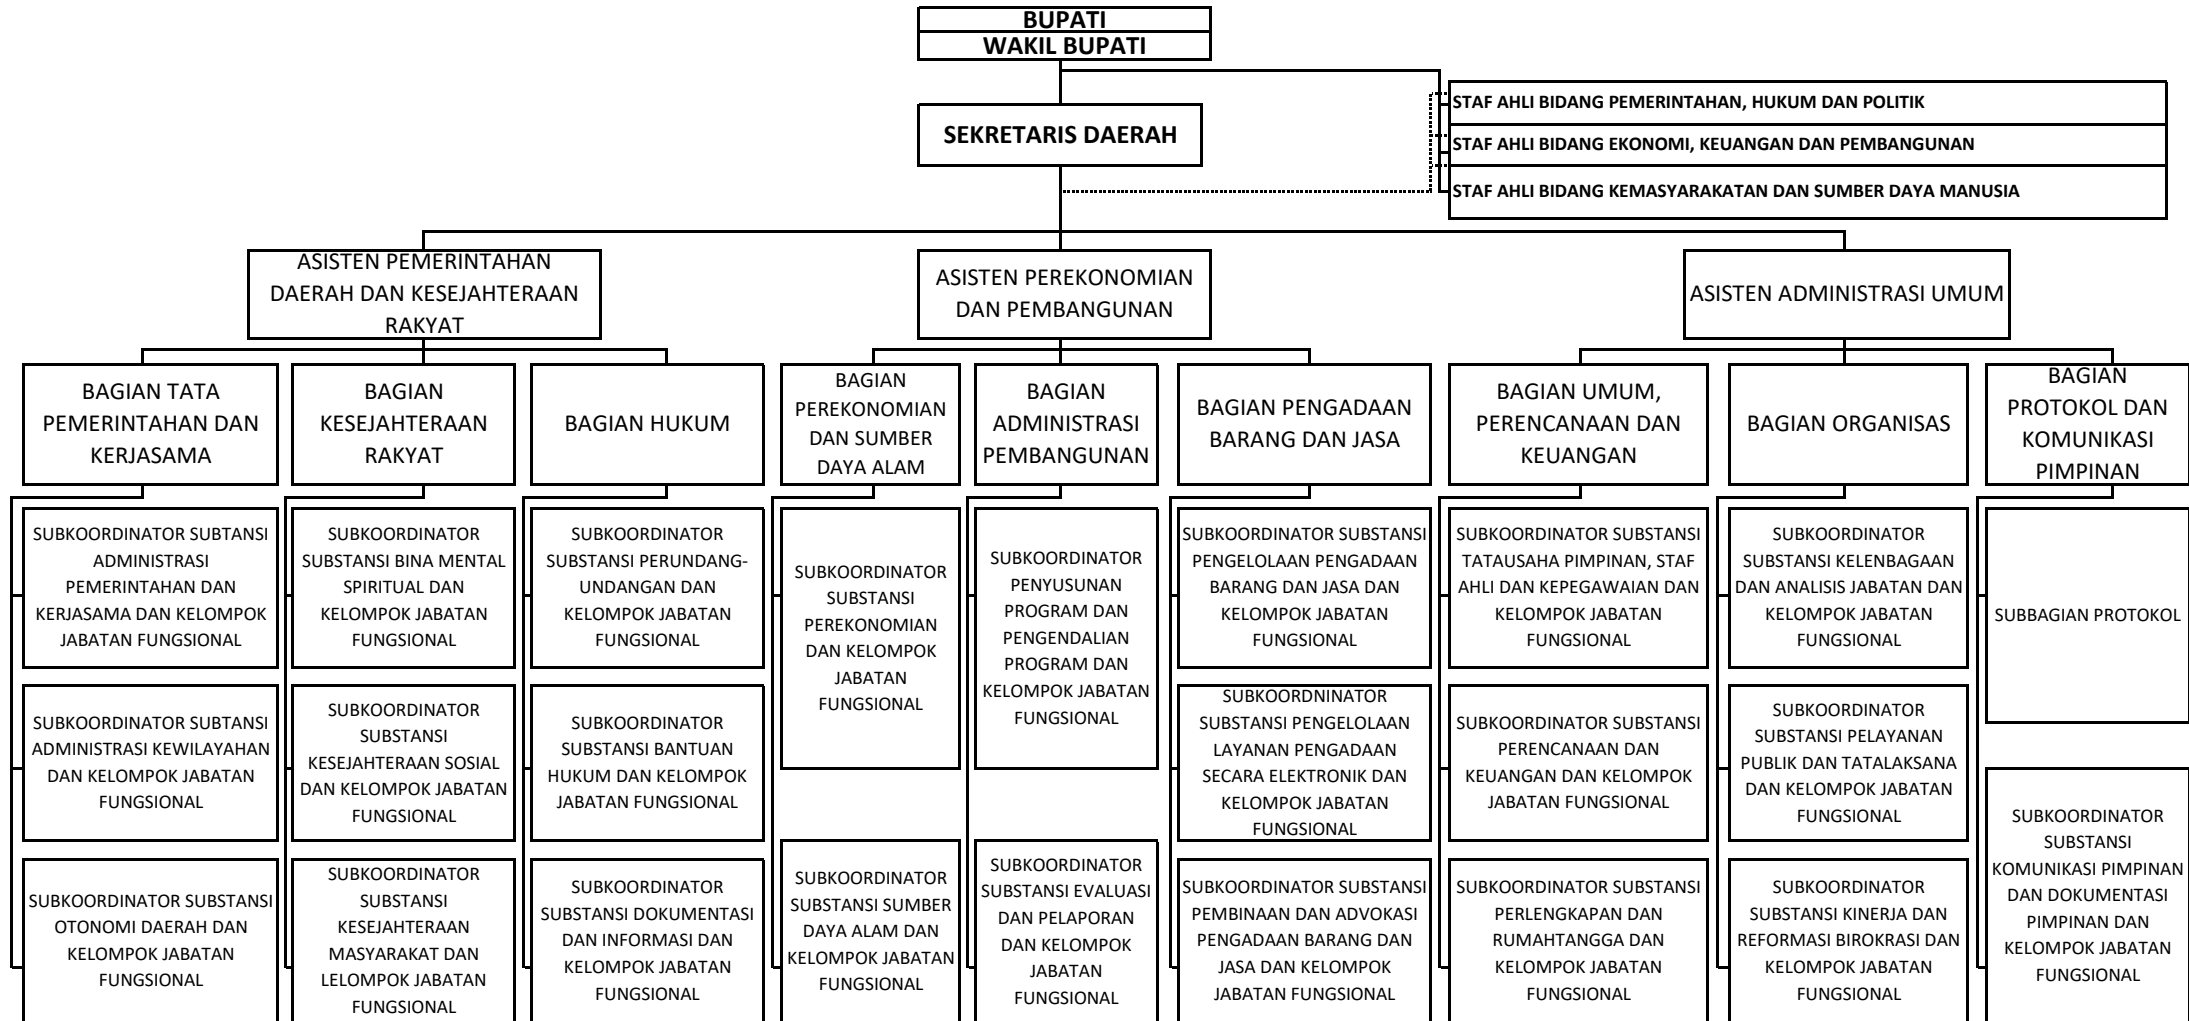 BUPATI
WAKIL BUPATI
SEKRETARIS DAERAH
STAF AHLI BIDANG PEMERINTAHAN, HUKUM DAN POLITIK
STAF AHLI BIDANG EKONOMI, KEUANGAN DAN PEMBANGUNAN
STAF AHLI BIDANG KEMASYARAKATAN DAN SUMBER DAYA MANUSIA
ASISTEN PEMERINTAHAN
DAERAH DAN KESEJAHTERAAN
RAKYAT
ASISTEN PEREKONOMIAN
DAN PEMBANGUNAN
ASISTEN ADMINISTRASI UMUM
BAGIAN TATA
PEMERINTAHAN DAN
KERJASAMA
BAGIAN
KESEJAHTERAAN
RAKYAT
BAGIAN HUKUM
BAGIAN
PEREKONOMIAN
DAN SUMBER
DAYA ALAM
BAGIAN
ADMINISTRASI
PEMBANGUNAN
BAGIAN PENGADAAN
BARANG DAN JASA
BAGIAN UMUM,
PERENCANAAN DAN
KEUANGAN
BAGIAN ORGANISAS
BAGIAN
PROTOKOL DAN
KOMUNIKASI
PIMPINAN
SUBKOORDINATOR SUBTANSI
ADMINISTRASI
PEMERINTAHAN DAN
KERJASAMA DAN KELOMPOK
JABATAN FUNGSIONAL
SUBKOORDINATOR
SUBSTANSI BINA MENTAL
SPIRITUAL DAN
KELOMPOK JABATAN
FUNGSIONAL
SUBKOORDINATOR
SUBSTANSI PERUNDANG-
UNDANGAN DAN
KELOMPOK JABATAN
FUNGSIONAL
SUBKOORDINATOR
SUBSTANSI
PEREKONOMIAN
DAN KELOMPOK
JABATAN
FUNGSIONAL
SUBKOORDINATOR
PENYUSUNAN
PROGRAM DAN
PENGENDALIAN
PROGRAM DAN
KELOMPOK JABATAN
FUNGSIONAL
SUBKOORDINATOR SUBSTANSI
PENGELOLAAN PENGADAAN
BARANG DAN JASA DAN
KELOMPOK JABATAN
FUNGSIONAL
SUBKOORDINATOR SUBSTANSI
TATAUSAHA PIMPINAN, STAF
AHLI DAN KEPEGAWAIAN DAN
KELOMPOK JABATAN
FUNGSIONAL
SUBKOORDINATOR
SUBSTANSI KELENBAGAAN
DAN ANALISIS JABATAN DAN
KELOMPOK JABATAN
FUNGSIONAL
SUBBAGIAN PROTOKOL
SUBKOORDINATOR SUBTANSI
ADMINISTRASI KEWILAYAHAN
DAN KELOMPOK JABATAN
FUNGSIONAL
SUBKOORDINATOR
SUBSTANSI
KESEJAHTERAAN SOSIAL
DAN KELOMPOK JABATAN
FUNGSIONAL
SUBKOORDINATOR
SUBSTANSI BANTUAN
HUKUM DAN KELOMPOK
JABATAN FUNGSIONAL
SUBKOORDNINATOR
SUBSTANSI PENGELOLAAN
LAYANAN PENGADAAN
SECARA ELEKTRONIK DAN
KELOMPOK JABATAN
FUNGSIONAL
SUBKOORDINATOR SUBSTANSI
PERENCANAAN DAN
KEUANGAN DAN KELOMPOK
JABATAN FUNGSIONAL
SUBKOORDINATOR
SUBSTANSI PELAYANAN
PUBLIK DAN TATALAKSANA
DAN KELOMPOK JABATAN
FUNGSIONAL
SUBKOORDINATOR
SUBSTANSI
KOMUNIKASI PIMPINAN
DAN DOKUMENTASI
PIMPINAN DAN
KELOMPOK JABATAN
FUNGSIONAL
SUBKOORDINATOR SUBSTANSI
OTONOMI DAERAH DAN
KELOMPOK JABATAN
FUNGSIONAL
SUBKOORDINATOR
SUBSTANSI
KESEJAHTERAAN
MASYARAKAT DAN
LELOMPOK JABATAN
FUNGSIONAL
SUBKOORDINATOR
SUBSTANSI DOKUMENTASI
DAN INFORMASI DAN
KELOMPOK JABATAN
FUNGSIONAL
SUBKOORDINATOR
SUBSTANSI SUMBER
DAYA ALAM DAN
KELOMPOK JABATAN
FUNGSIONAL
SUBKOORDINATOR
SUBSTANSI EVALUASI
DAN PELAPORAN
DAN KELOMPOK
JABATAN
FUNGSIONAL
SUBKOORDINATOR SUBSTANSI
PEMBINAAN DAN ADVOKASI
PENGADAAN BARANG DAN
JASA DAN KELOMPOK
JABATAN FUNGSIONAL
SUBKOORDINATOR SUBSTANSI
PERLENGKAPAN DAN
RUMAHTANGGA DAN
KELOMPOK JABATAN
FUNGSIONAL
SUBKOORDINATOR
SUBSTANSI KINERJA DAN
REFORMASI BIROKRASI DAN
KELOMPOK JABATAN
FUNGSIONAL